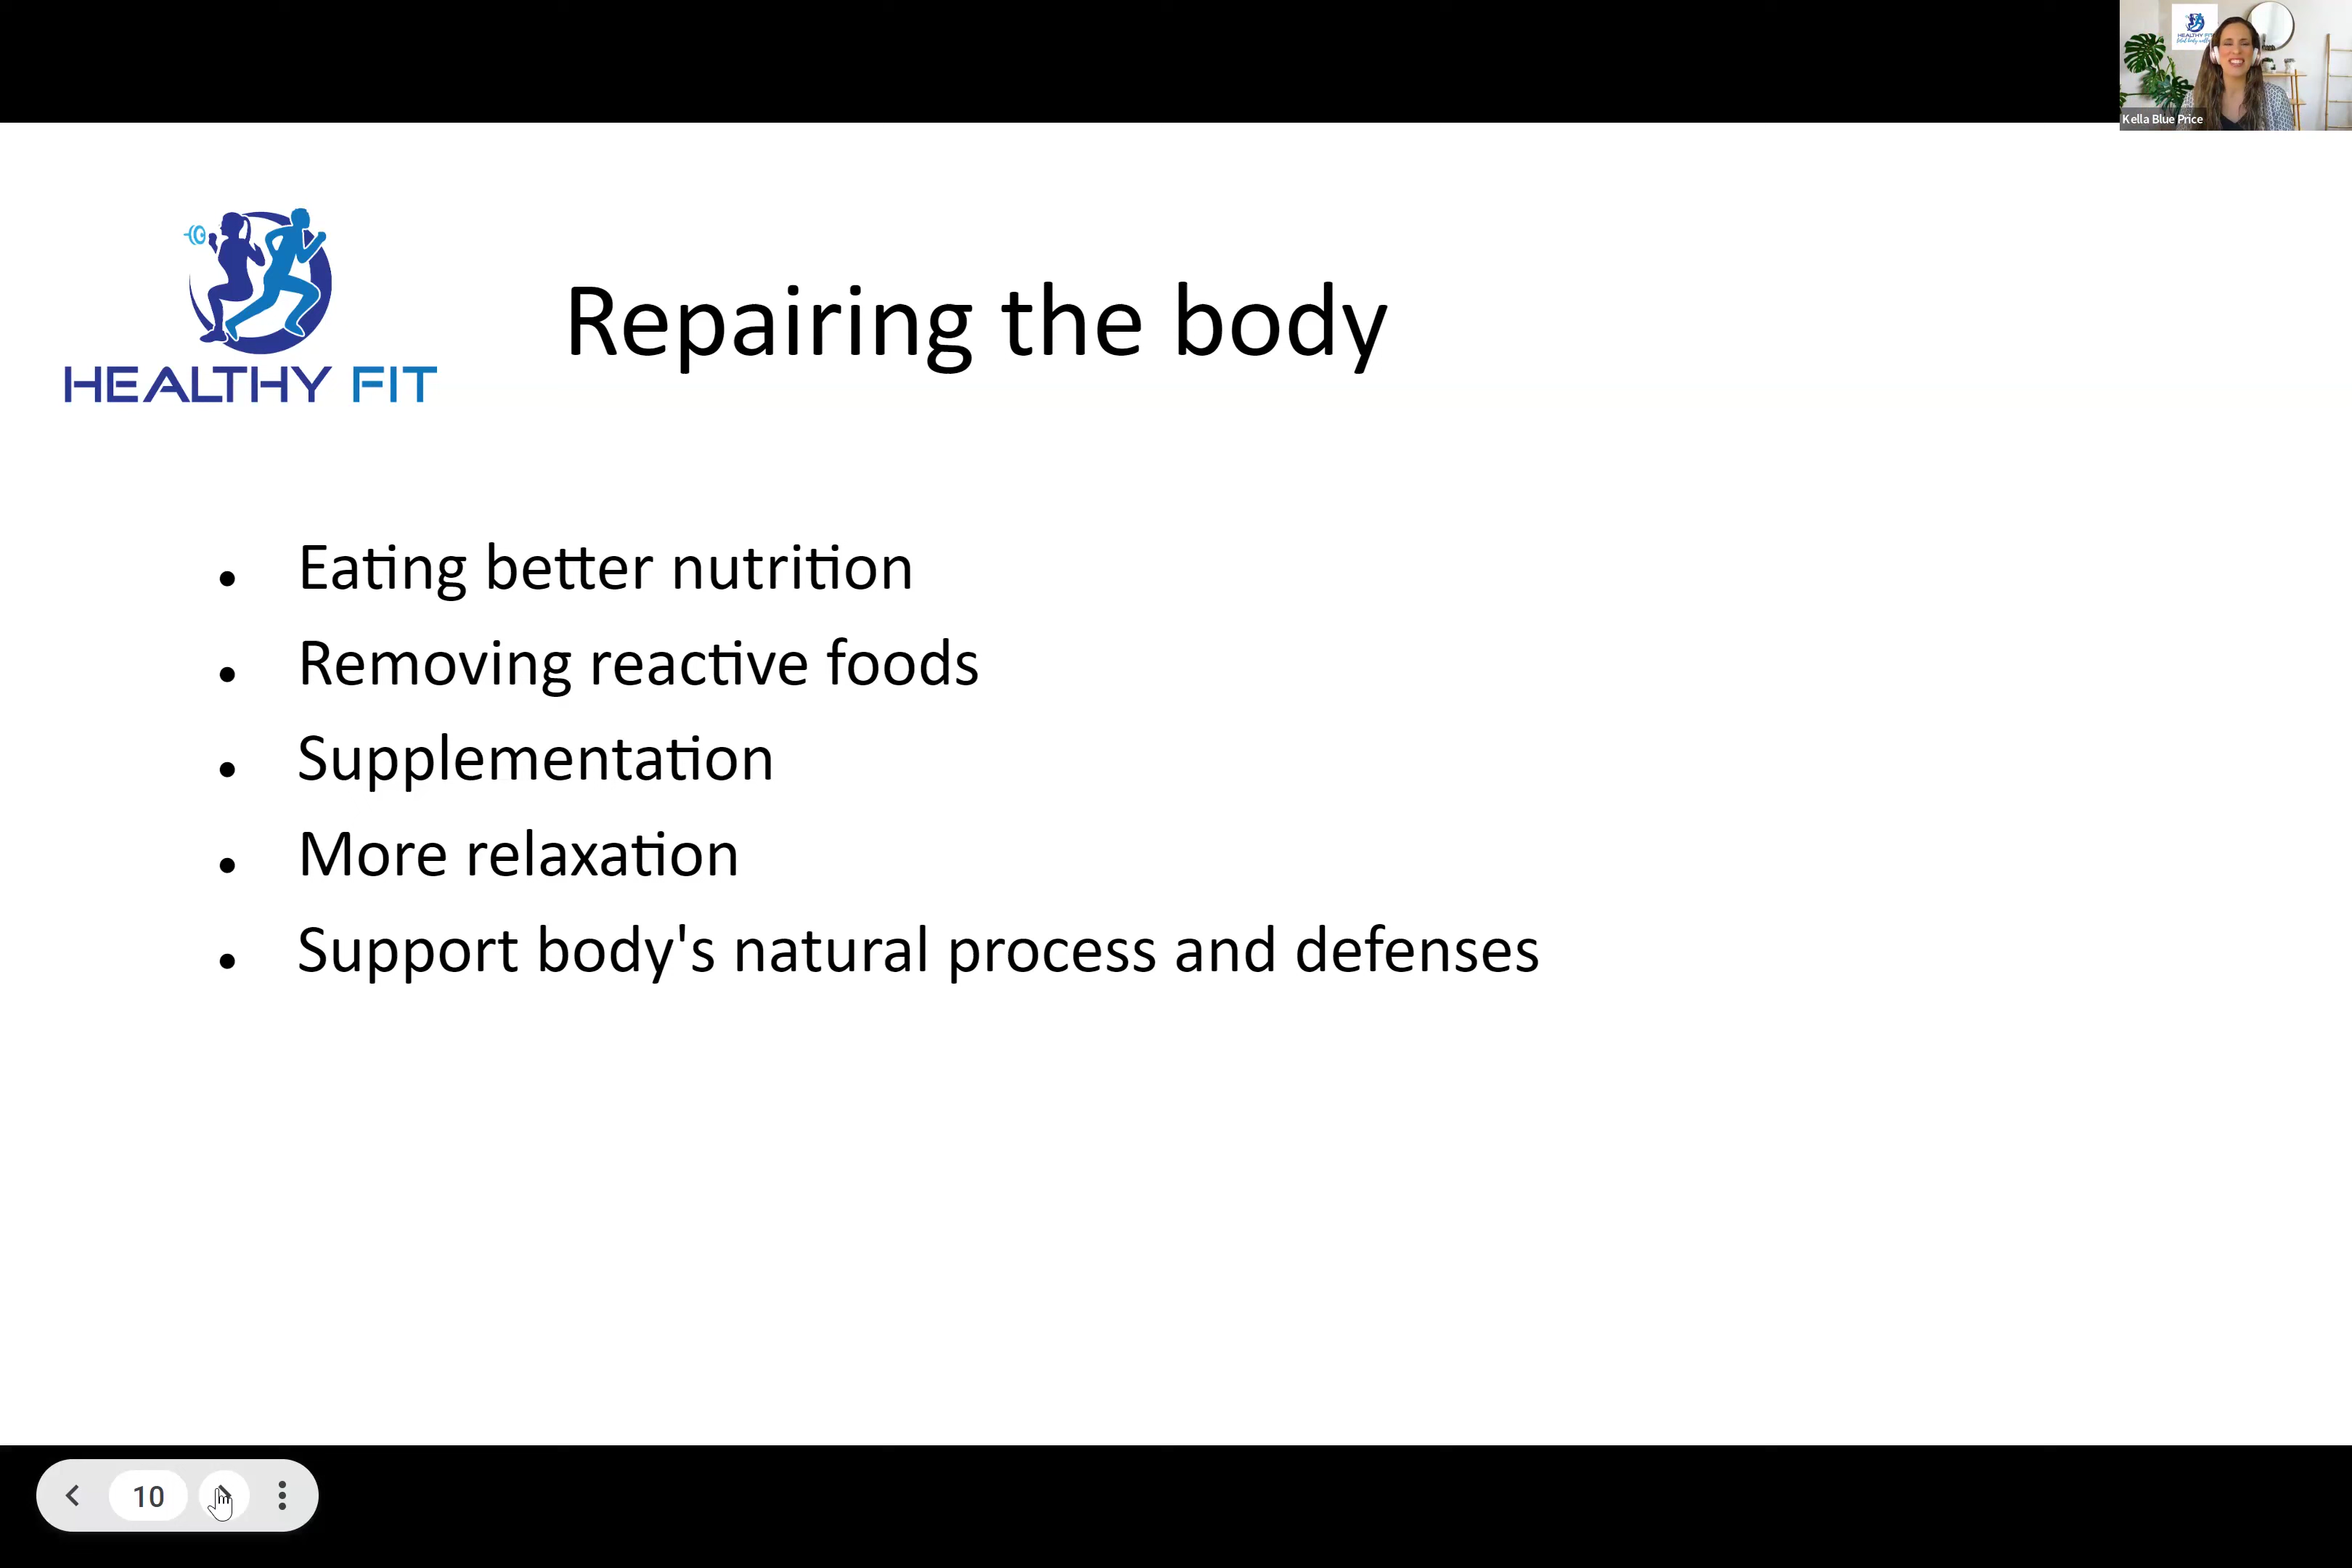 Kella Blue Price
HEALTHY FIT
Repairing the body
• Eating better nutrition
• Removing reactive foods
• Supplementation
• More relaxation
• Support body's natural process and defenses
10